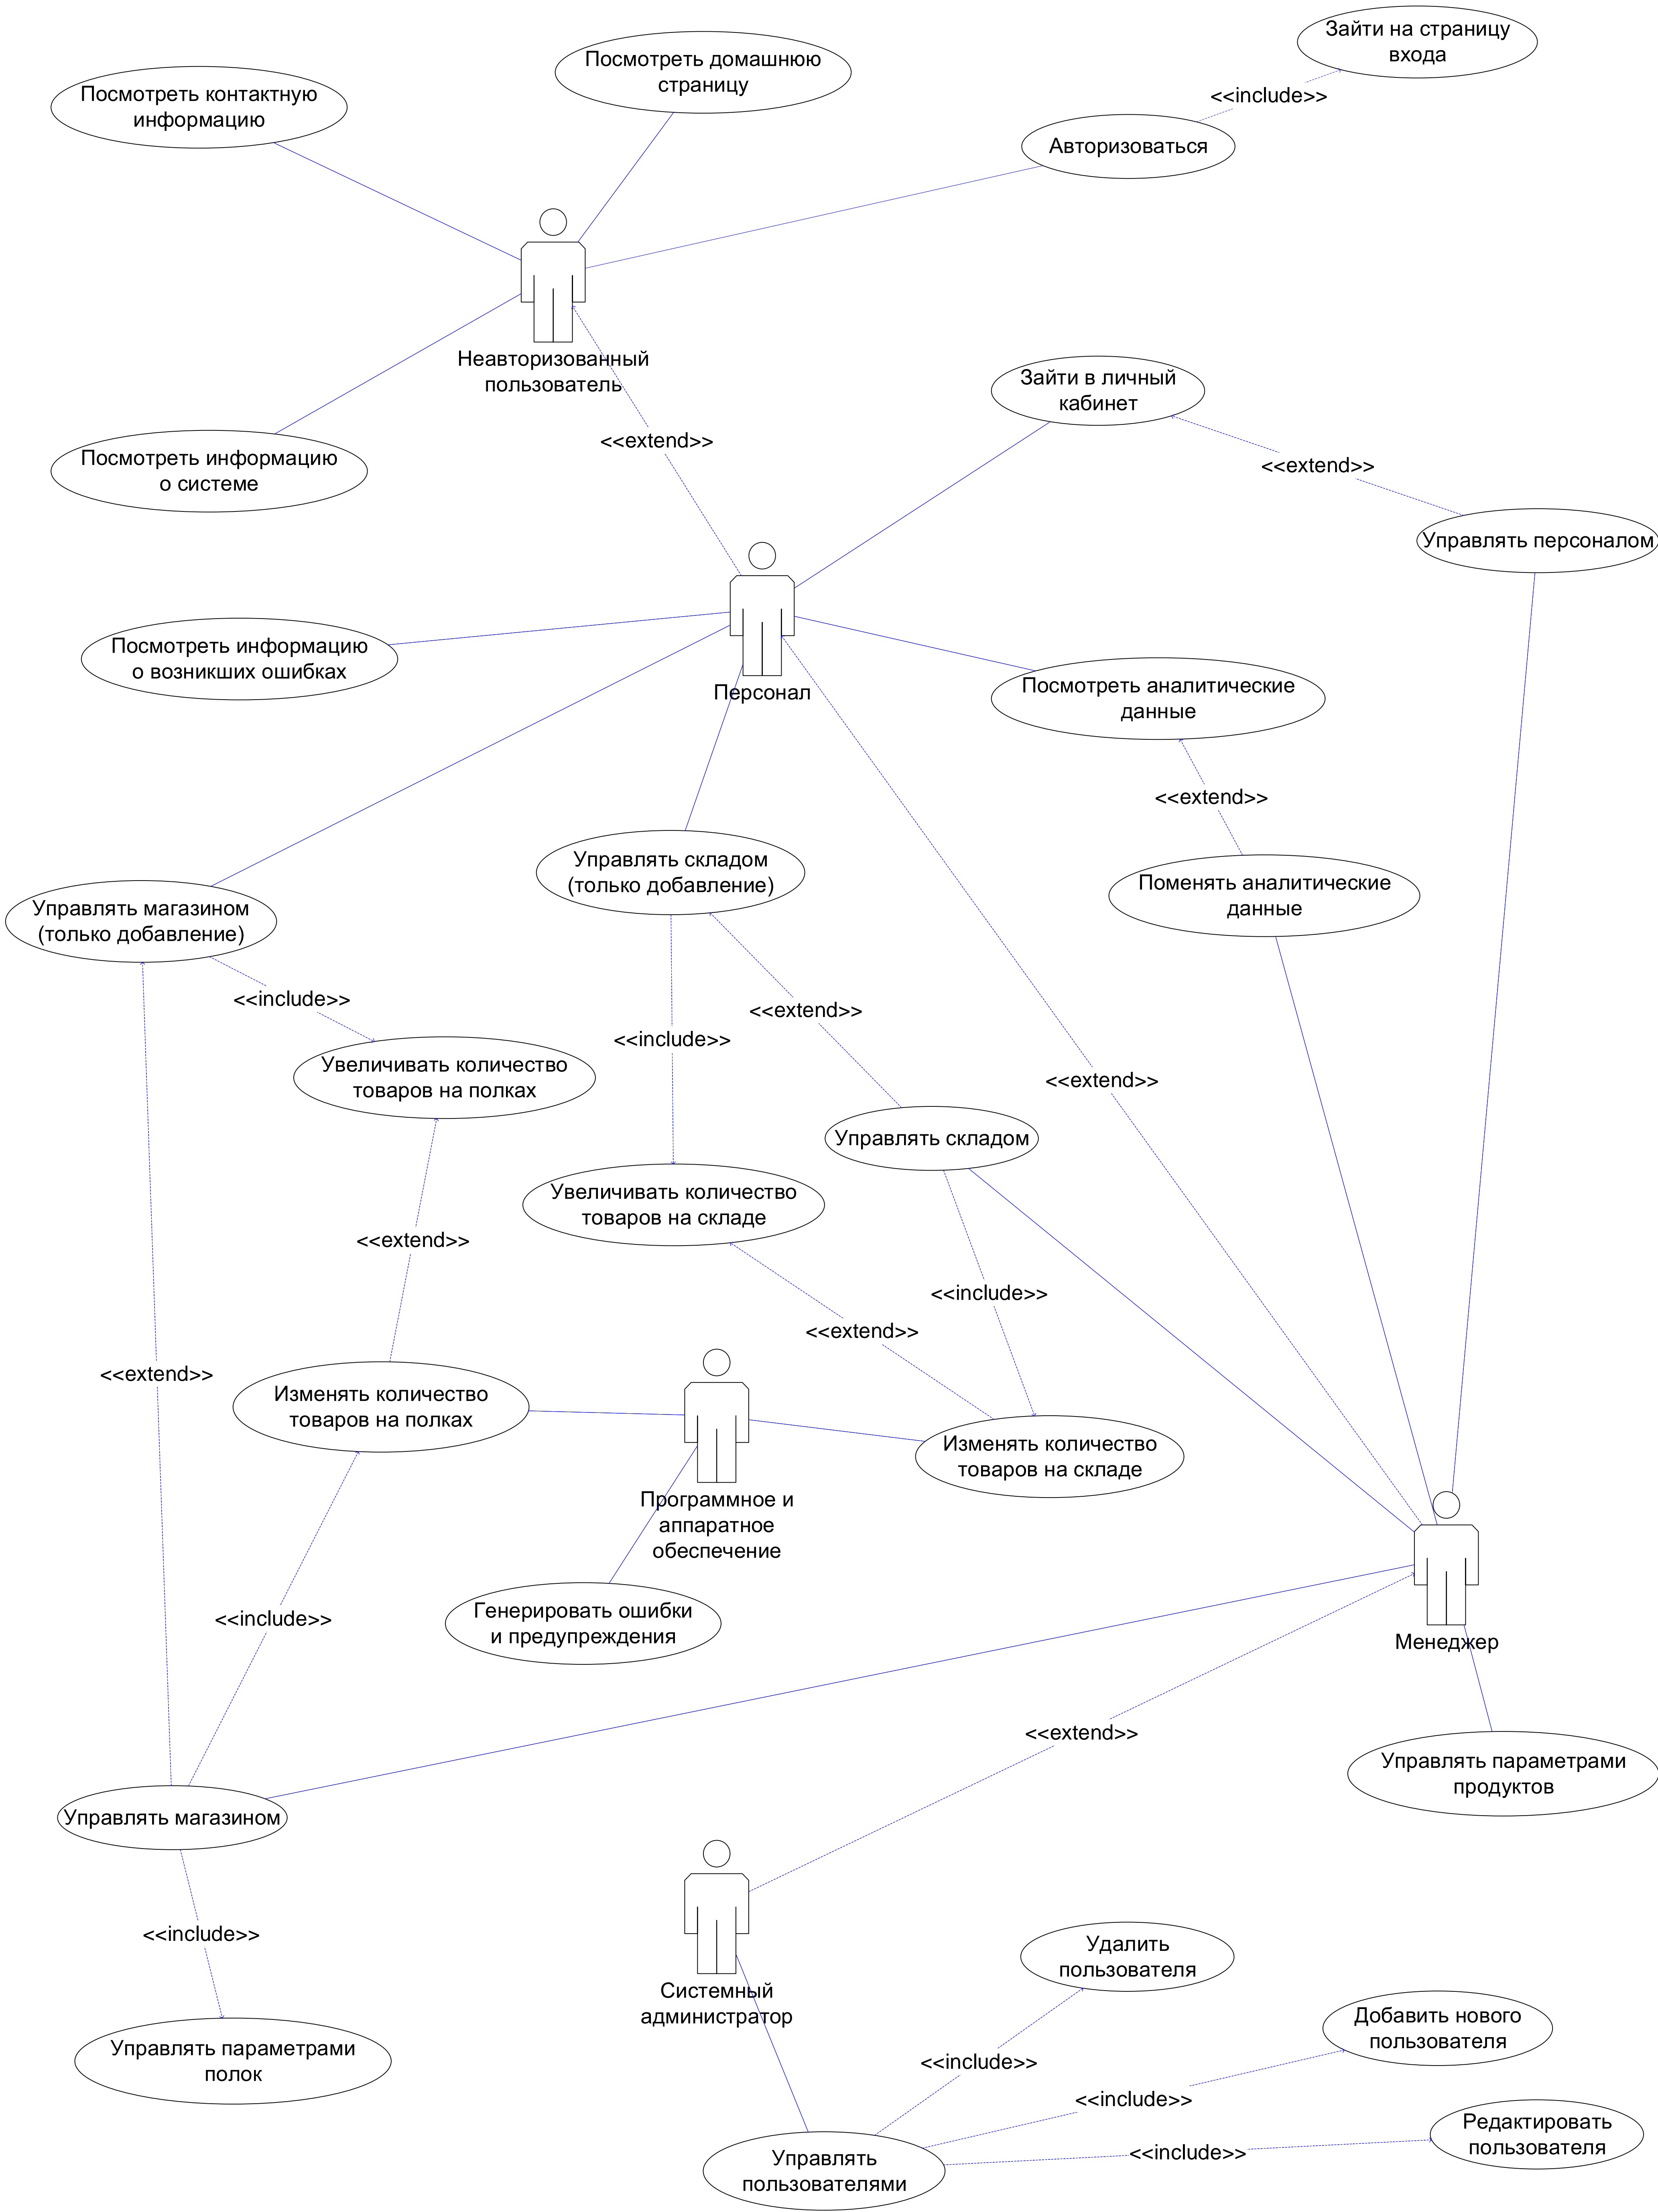 Зайти на страницу
входа
Посмотреть домашнюю
страницу
Посмотреть контактную
информацию
<<include>>
Авторизоваться
Неавторизованный
пользователь
Зайти в личный
кабинет
<<extend>>
Посмотреть информацию
о системе
<<extend>>
Управлять персоналом
Посмотреть информацию
о возникших ошибках
Персонал
Посмотреть аналитические
данные
<<extend>>
Управлять складом
(только добавление)
Поменять аналитические
данные
Управлять магазином
(только добавление)
<<include>>
<<extend>>
<<include>>
Увеличивать количество
товаров на полках
<<extend>>
Управлять складом
Увеличивать количество
товаров на складе
<<extend>>
<<include>>
<<extend>>
<<extend>>
Изменять количество
товаров на полках
Изменять количество
товаров на складе
Программное и
аппаратное
обеспечение
<<include>>
Генерировать ошибки
и предупреждения
Менеджер
<<extend>>
Управлять параметрами
продуктов
Управлять магазином
<<include>>
Удалить
пользователя
Системный
администратор
Добавить нового
пользователя
Управлять параметрами
полок
<<include>>
<<include>>
Редактировать
пользователя
<<include>>
Управлять
пользователями